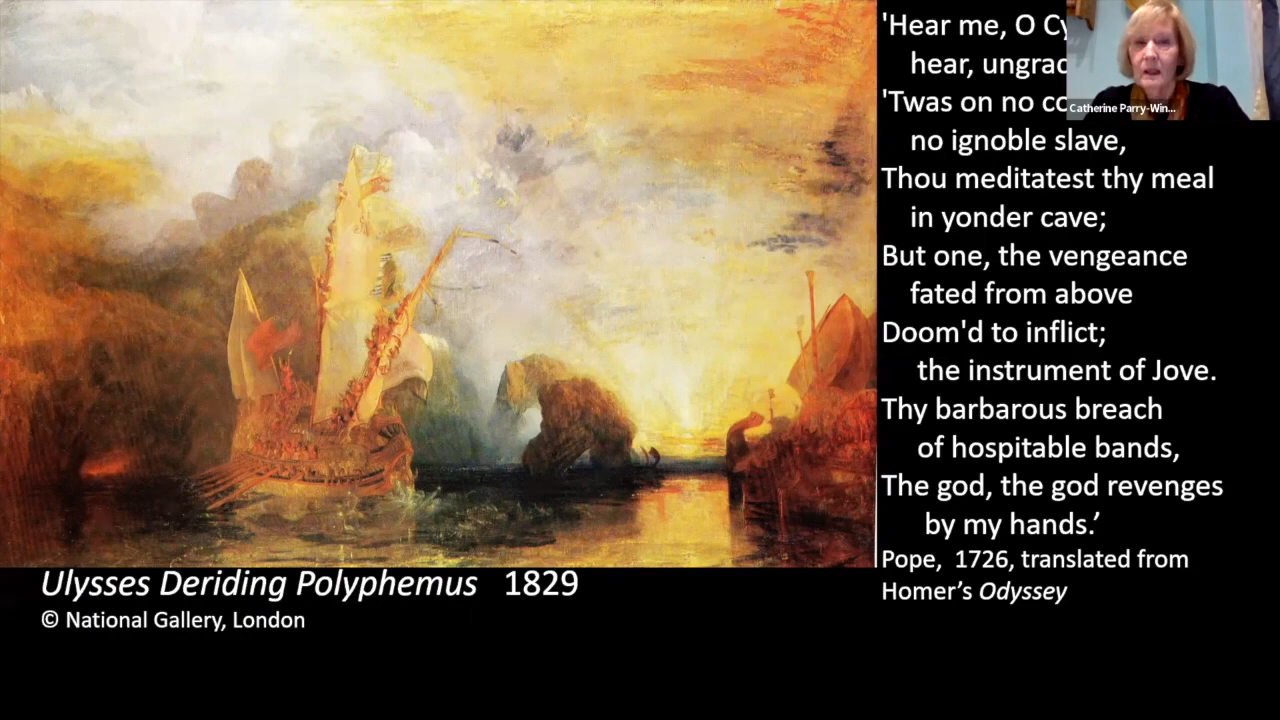 'Hear me, O Cy
hear, ungrac
'Twas on no co
no ignoble slave,
Thou meditatest thy meal
in yonder cave;
But one, the vengeance
fated from above
Doom'd to inflict;
the instrument of Jove.
Thy barbarous breach
of hospitable bands,
The god, the god revenges
by my hands.’
Pope, 1726, translated from
Homer’s Odyssey
Catherine Parry-Win...
Ulysses Deriding Polyphemus 1829
© National Gallery, London